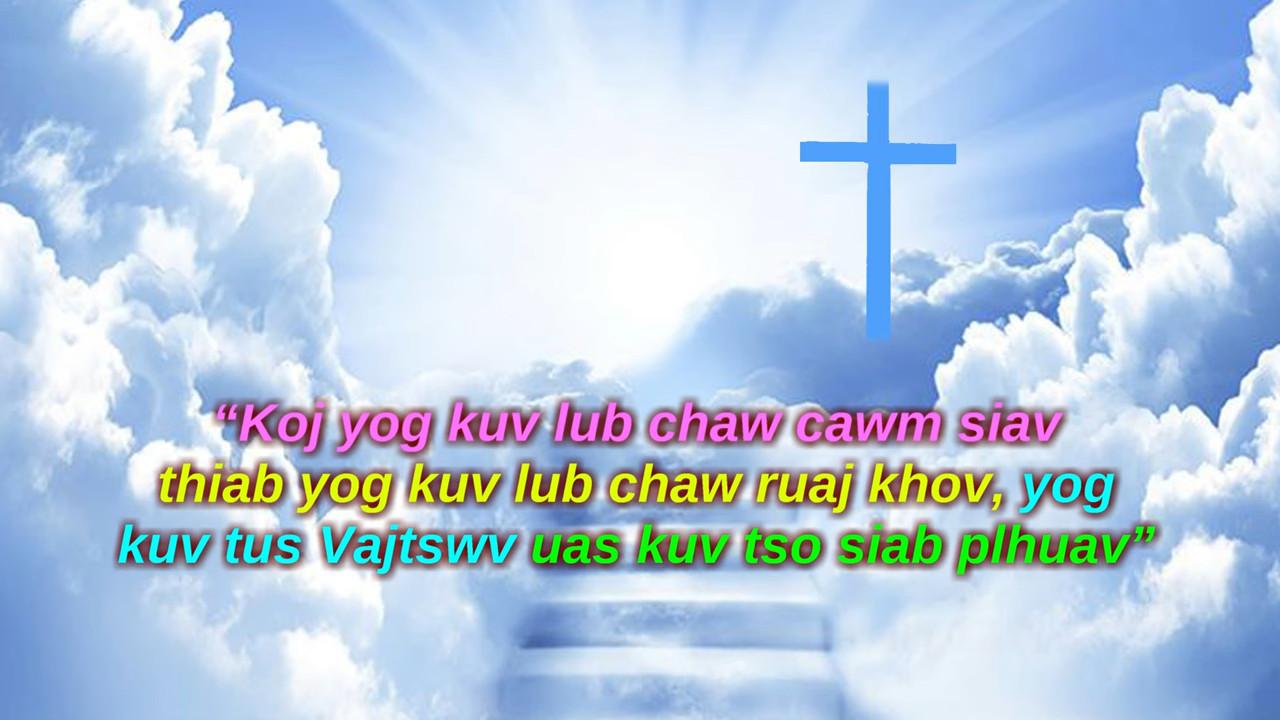 “Koj yog kuv lub chaw cawm siav
thiab yog kuv lub chaw ruaj khov, yog
kuv tus Vajtswv uas kuv tso siab plhuav”